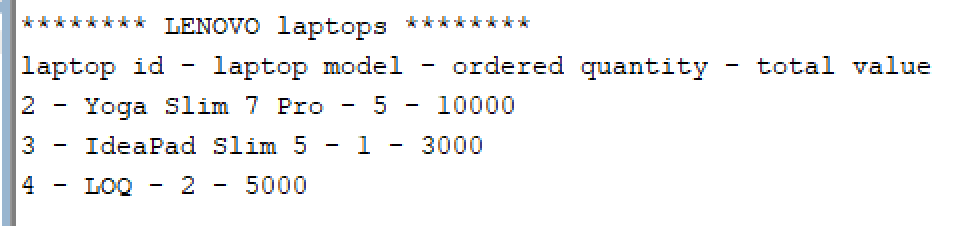 ******** LENOVO laptops ********
laptop id - laptop model - ordered quantity - total value
2 - Yoga Slim 7 Pro - 5 - 10000
3 - IdeaPad Slim 5 - 1 - 3000
4 - LOQ - 2 - 5000